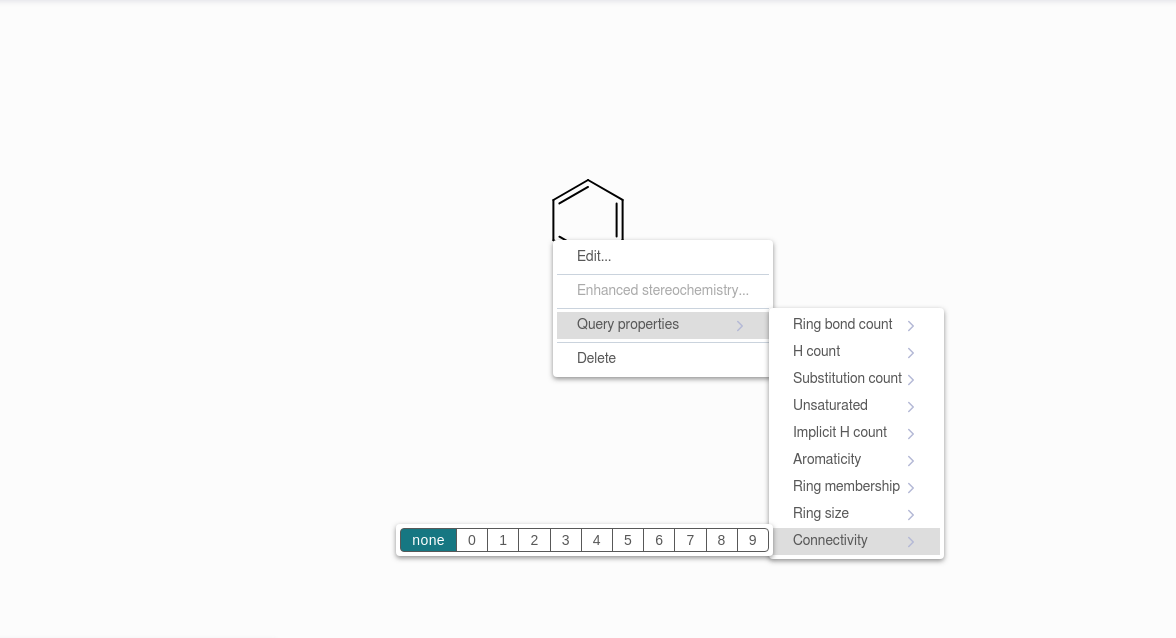 Edit...
Enhanced stereochemistry...
Query properties
Delete
Ring bond count
H count
Substitution count
Unsaturated
Implicit H count
Aromaticity
Ring membership
Ring size
Connectivity
none 0 1 2 3 4 5 6 7 8 9